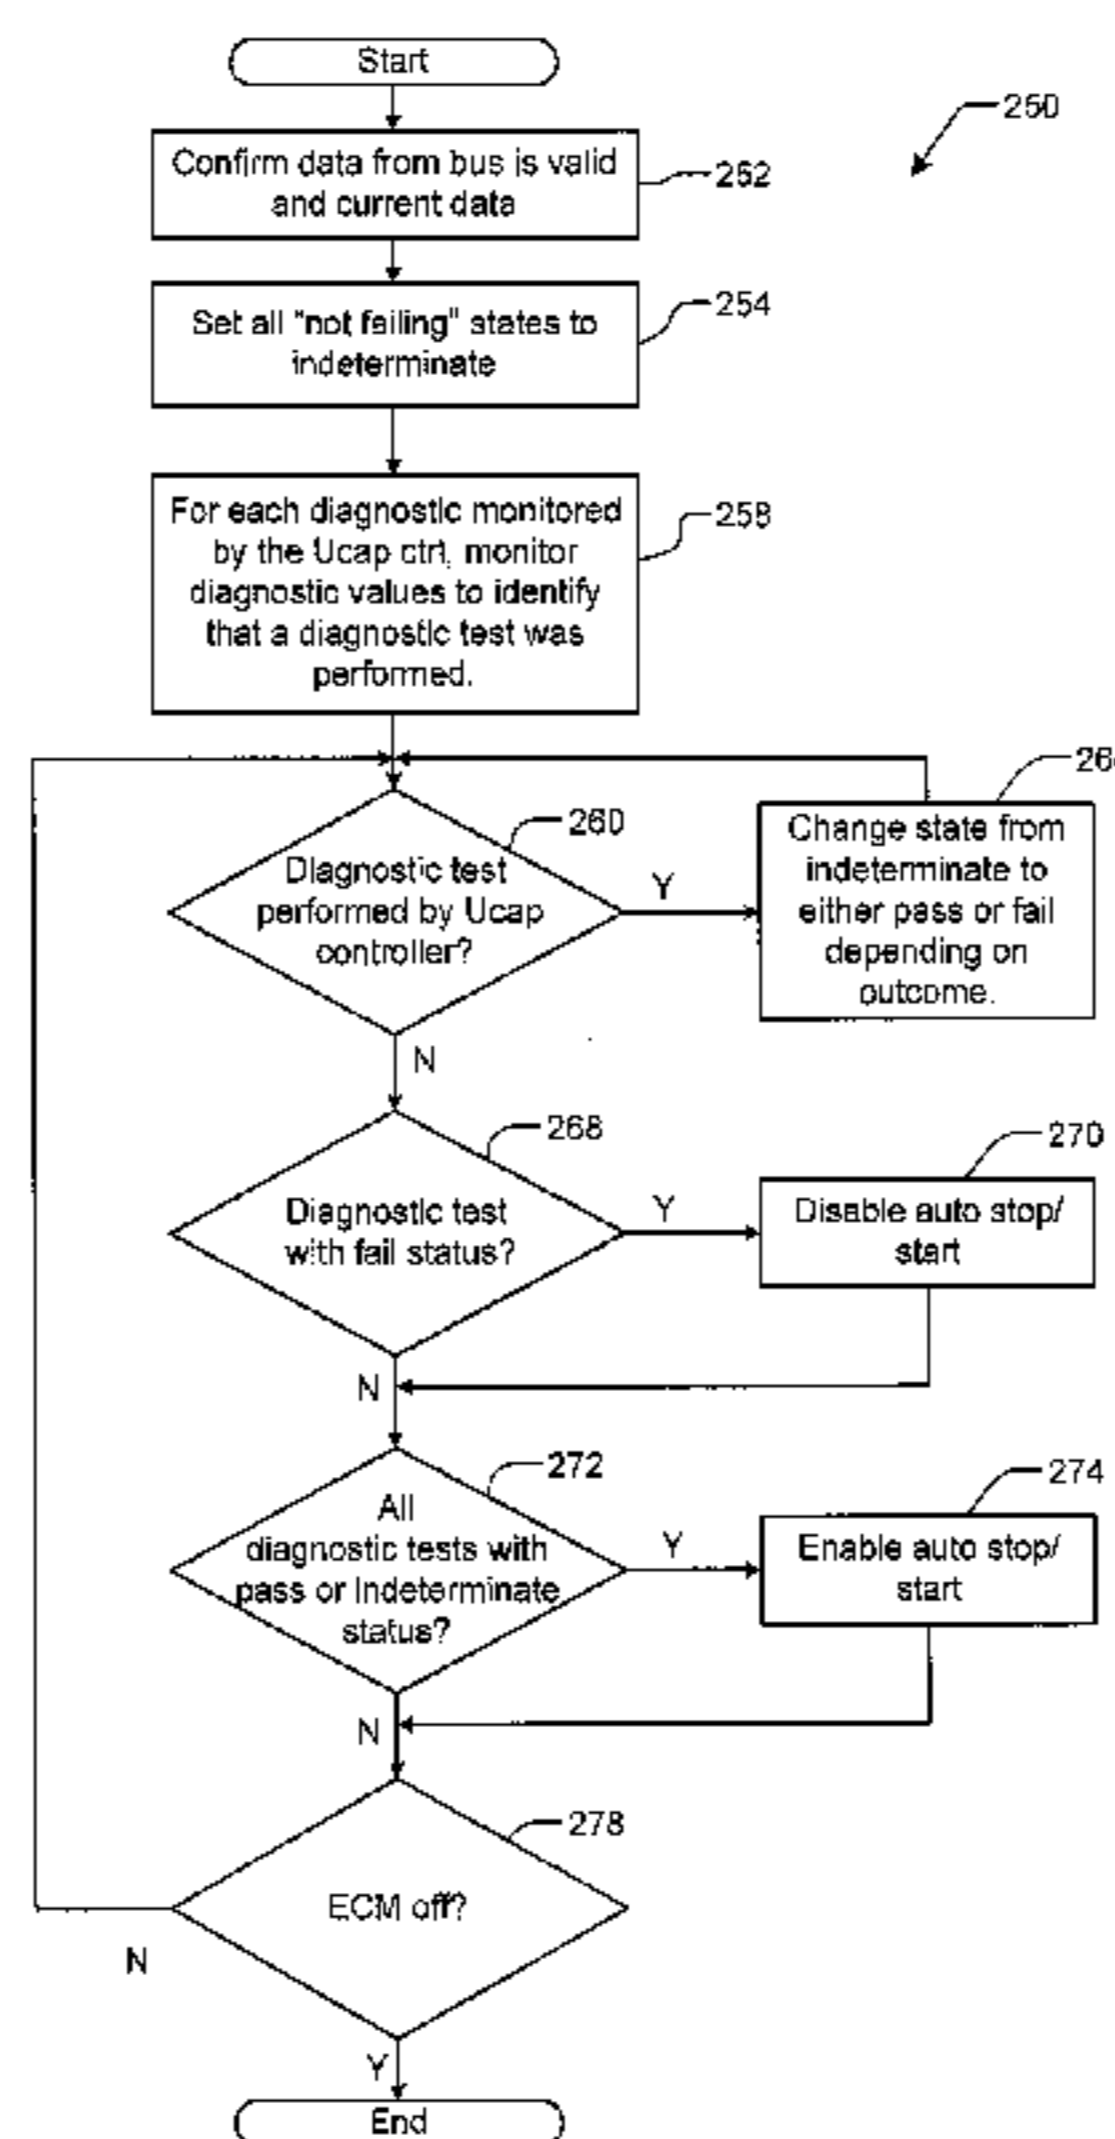 Start
250
Confirm data from bus is valid
and current data
252
Set all "not failing" states to
indeterminate
254
For each diagnostic monitored
by the Ucap ctrl, monitor
diagnostic values to identify
that a diagnostic test was
performed.
258
Diagnostic test
performed by Ucap
controller?
260
Y
N
Change state from
indeterminate to
either pass or fail
depending on
outcome.
Diagnostic test
with fail status?
268
Y
N
Disable auto stop/
start
270
All
diagnostic tests with
pass or Indeterminate
status?
272
Y
N
Enable auto stop/
start
274
ECM off?
278
N
Y
End